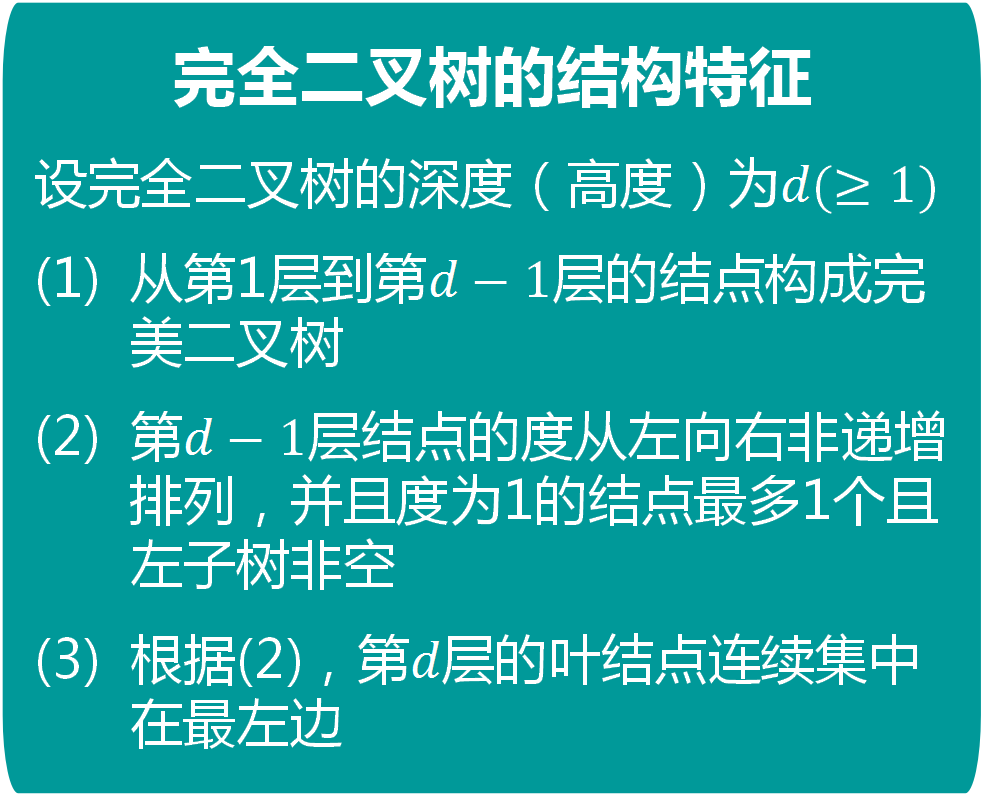 完全二叉树的结构特征
设完全二叉树的深度（高度）为d(≥ 1)
(1) 从第1层到第d − 1层的结点构成完
美二叉树
(2) 第d − 1层结点的度从左向右非递增
排列，并且度为1的结点最多1个且
左子树非空
(3) 根据(2)，第d层的叶结点连续集中
在最左边